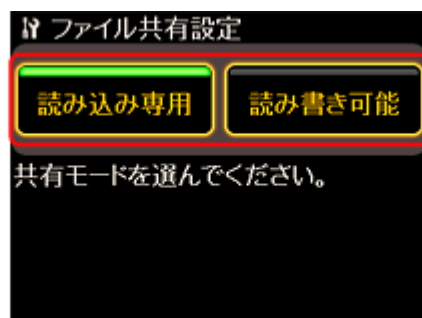 ファイル共有設定
読み込み専用 読み書き可能
共有モードを選んでください。